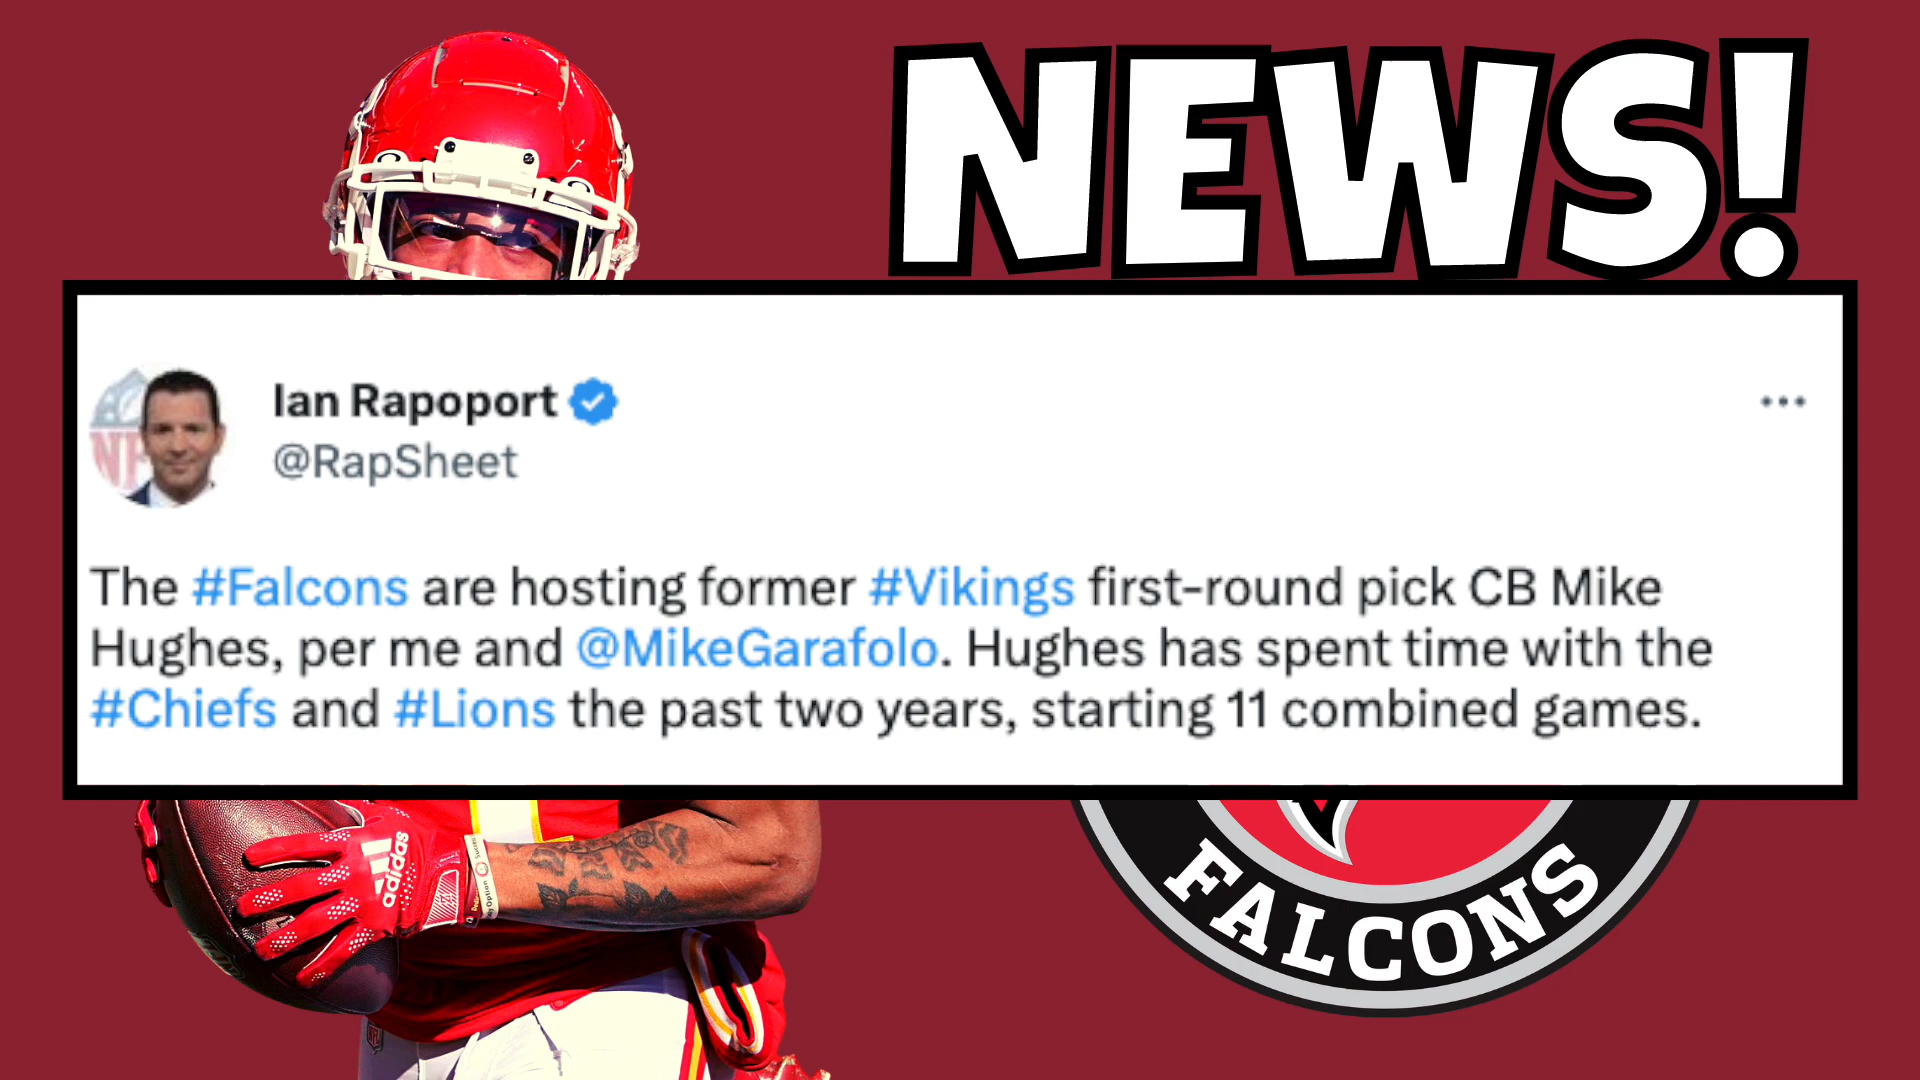 NEWS!
NF
Ian Rapoport
@RapSheet
The #Falcons are hosting former #Vikings first-round pick CB Mike
Hughes, per me and @MikeGarafolo. Hughes has spent time with the
#Chiefs and #Lions the past two years, starting 11 combined games.
adidas
FALCONS